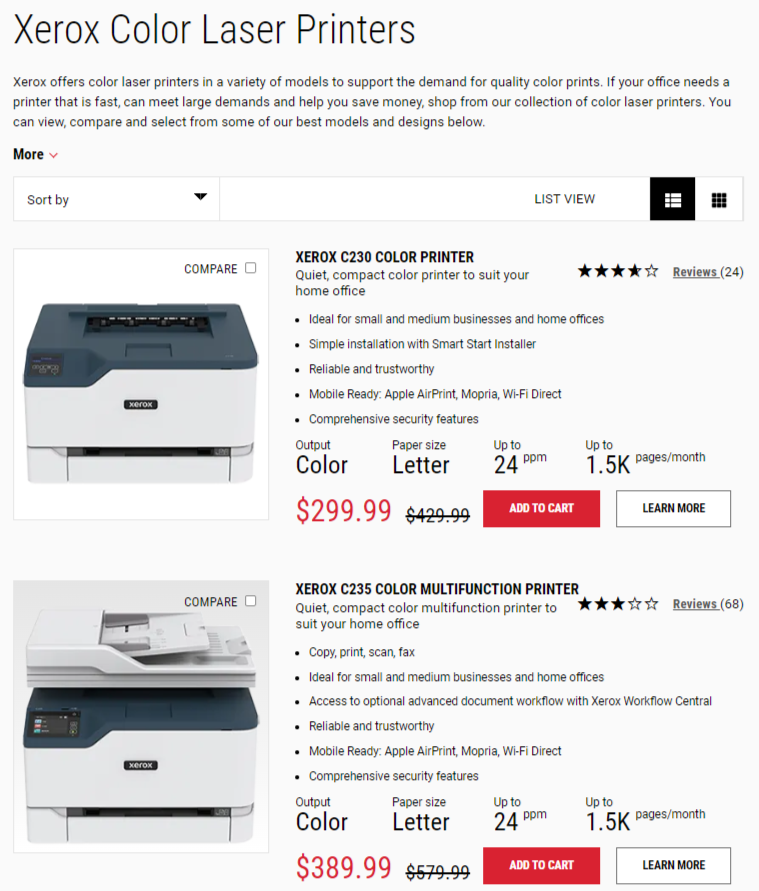 Xerox Color Laser Printers
Xerox offers color laser printers in a variety of models to support the demand for quality color prints. If your office needs a
printer that is fast, can meet large demands and help you save money, shop from our collection of color laser printers. You
can view, compare and select from some of our best models and designs below.
More
Sort by
LIST VIEW
COMPARE
xerox
XEROX C230 COLOR PRINTER
Quiet, compact color printer to suit your
home office
Reviews (24)
Ideal for small and medium businesses and home offices
Simple installation with Smart Start Installer
Reliable and trustworthy
Mobile Ready: Apple AirPrint, Mopria, Wi-Fi Direct
Comprehensive security features
Output Paper size Up to Up to
Color Letter 24 ppm 1.5K pages/month
$299.99 $429.99 ADD TO CART LEARN MORE
COMPARE
xerox
XEROX C235 COLOR MULTIFUNCTION PRINTER
Quiet, compact color multifunction printer to
suit your home office
Reviews (68)
Copy, print, scan, fax
Ideal for small and medium businesses and home offices
Access to optional advanced document workflow with Xerox Workflow Central
Reliable and trustworthy
Mobile Ready: Apple AirPrint, Mopria, Wi-Fi Direct
Comprehensive security features
Output Paper size Up to Up to
Color Letter 24 ppm 1.5K pages/month
$389.99 $579.99 ADD TO CART LEARN MORE